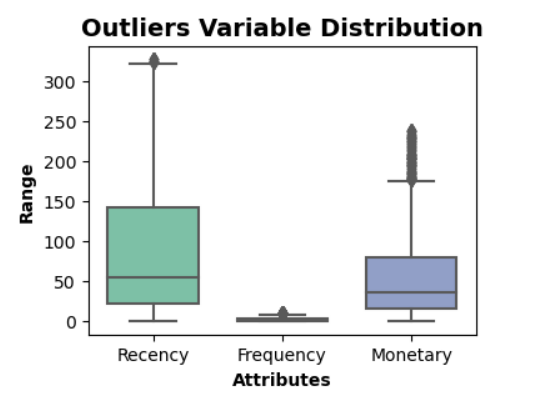 Outliers Variable Distribution
300
250
200
150
100
50
0
Range
Recency Frequency Monetary
Attributes